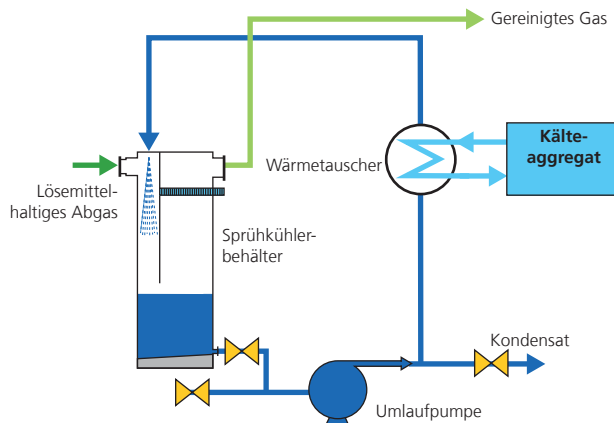 Gereinigtes Gas
Kälte-
aggregat
Wärmetauscher
Lösemittel-
haltiges Abgas
Sprühkühler-
behälter
Kondensat
Umlaufpumpe